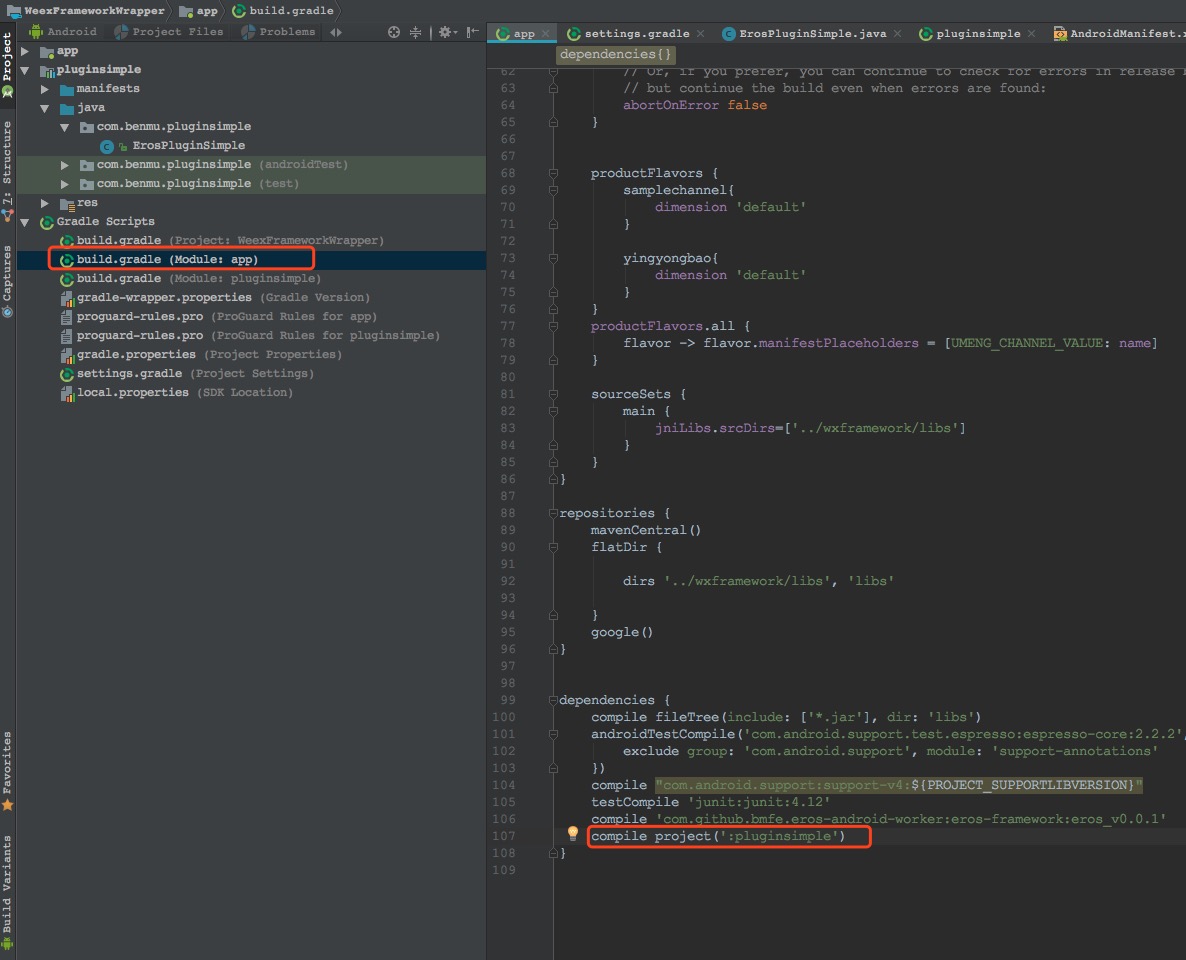 WeexFrameworkWrapper app build.gradle
Android Project Files Problems
app settings.gradle ErosPluginSimple.java pluginsimple AndroidManifest.x
Project
7: Structure
Captures
Favorites
Build Variants
app
pluginsimple
manifests
java
com.benmu.pluginsimple
ErosPluginSimple
com.benmu.pluginsimple (androidTest)
com.benmu.pluginsimple (test)
res
Gradle Scripts
build.gradle (Project: WeexFrameworkWrapper)
build.gradle (Module: app)
build.gradle (Module: pluginsimple)
gradle-wrapper.properties (Gradle Version)
proguard-rules.pro (ProGuard Rules for app)
proguard-rules.pro (ProGuard Rules for pluginsimple)
gradle.properties (Project Properties)
settings.gradle (Project Settings)
local.properties (SDK Location)
dependencies{}
62 // Or, if you prefer, you can continue to check for errors in release
63 // but continue the build even when errors are found:
64 abortOnError false
65 }
66
67
68 productFlavors {
69 samplechannel{
70 dimension 'default'
71 }
72
73 yingyongbao{
74 dimension 'default'
75 }
76 }
77 productFlavors.all {
78 flavor -> flavor.manifestPlaceholders = [UMENG_CHANNEL_VALUE: name]
79 }
80
81 sourceSets {
82 main {
83 jniLibs.srcDirs=['../wxframework/libs']
84 }
85 }
86 }
87
88 repositories {
89 mavenCentral()
90 flatDir {
91
92 dirs '../wxframework/libs', 'libs'
93
94 }
95 google()
96 }
97
98
99 dependencies {
100 compile fileTree(include: ['*.jar'], dir: 'libs')
101 androidTestCompile('com.android.support.test.espresso:espresso-core:2.2.2',
102 exclude group: 'com.android.support', module: 'support-annotations'
103 })
104 compile "com.android.support:support-v4:${PROJECT_SUPPORTLIBVERSION}"
105 testCompile 'junit:junit:4.12'
106 compile 'com.github.bmfe.eros-android-worker:eros-framework:eros_v0.0.1'
107 compile project(':pluginsimple')
108 }
109